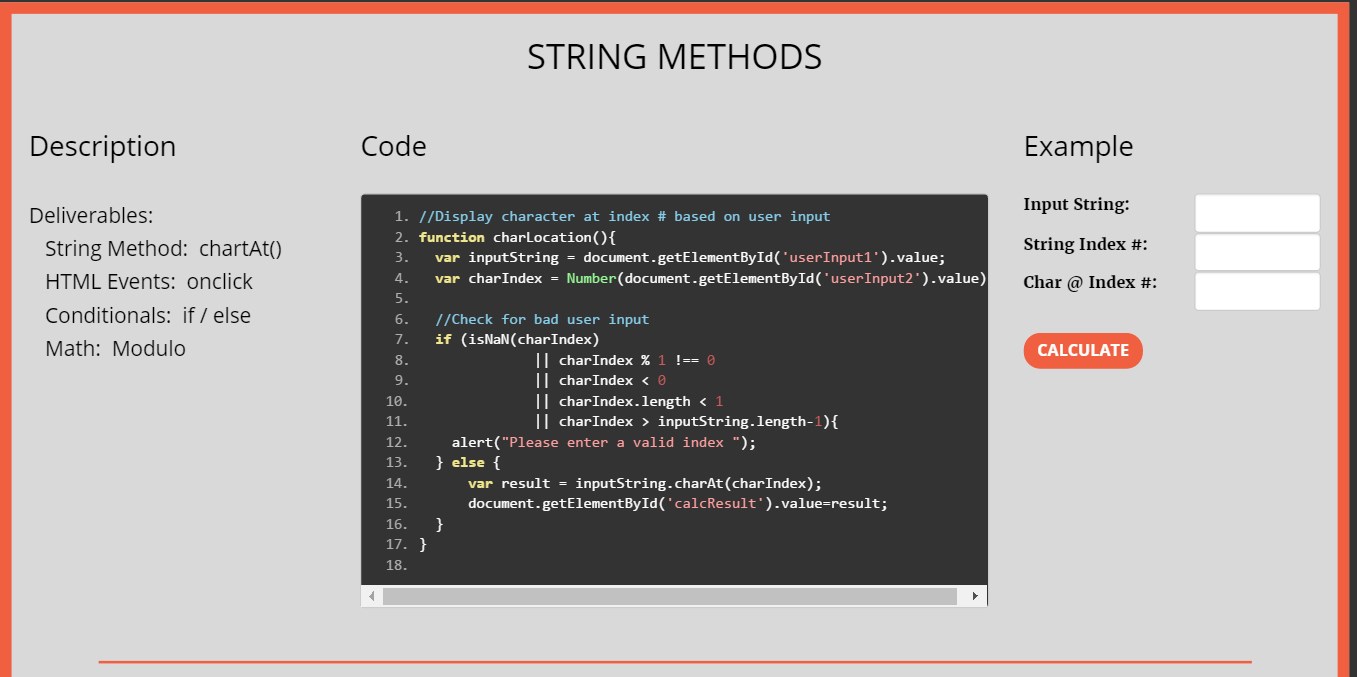 STRING METHODS
Description
Deliverables:
String Method: chartAt()
HTML Events: onclick
Conditionals: if / else
Math: Modulo
Code
1. //Display character at index # based on user input
2. function charLocation(){
3. var inputString = document.getElementById('userInput1').value;
4. var charIndex = Number(document.getElementById('userInput2').value)
5.
6. //Check for bad user input
7. if (isNaN(charIndex)
8. || charIndex % 1 !== 0
9. || charIndex < 0
10. || charIndex.length < 1
11. || charIndex > inputString.length-1){
12. alert("Please enter a valid index ");
13. } else {
14. var result = inputString.charAt(charIndex);
15. document.getElementById('calcResult').value=result;
16. }
17. }
18.
Example
Input String:
String Index #:
Char @ Index #:
CALCULATE